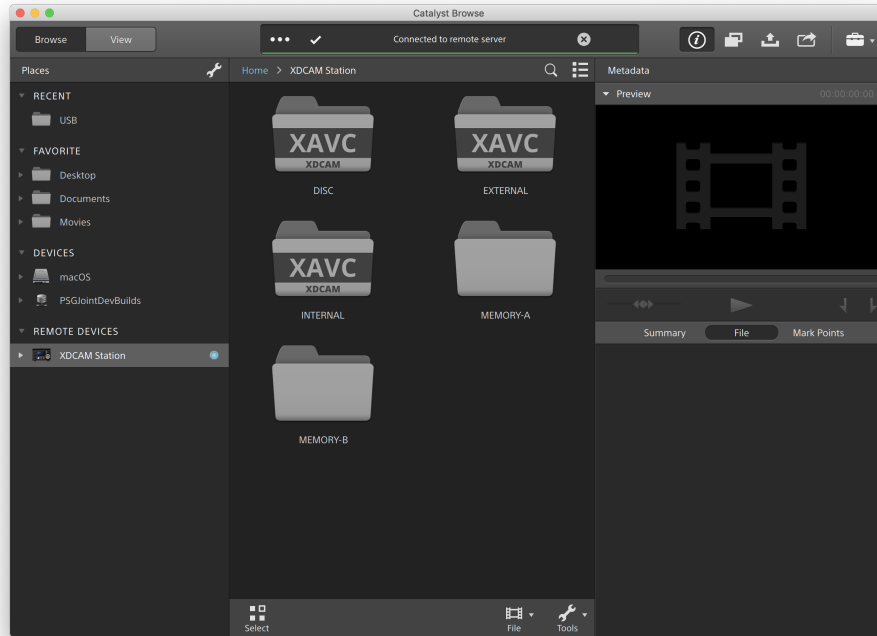 Catalyst Browse
Browse
View
Connected to remote server
Places
Home > XDCAM Station
Metadata
RECENT
USB
FAVORITE
Desktop
Documents
Movies
DEVICES
macOS
PSGJointDevBuilds
REMOTE DEVICES
XDCAM Station
XAVC
XDCAM
DISC
XAVC
XDCAM
EXTERNAL
XAVC
XDCAM
INTERNAL
MEMORY-A
MEMORY-B
Select
File
Tools
Preview
00:00:00:00
Summary
File
Mark Points